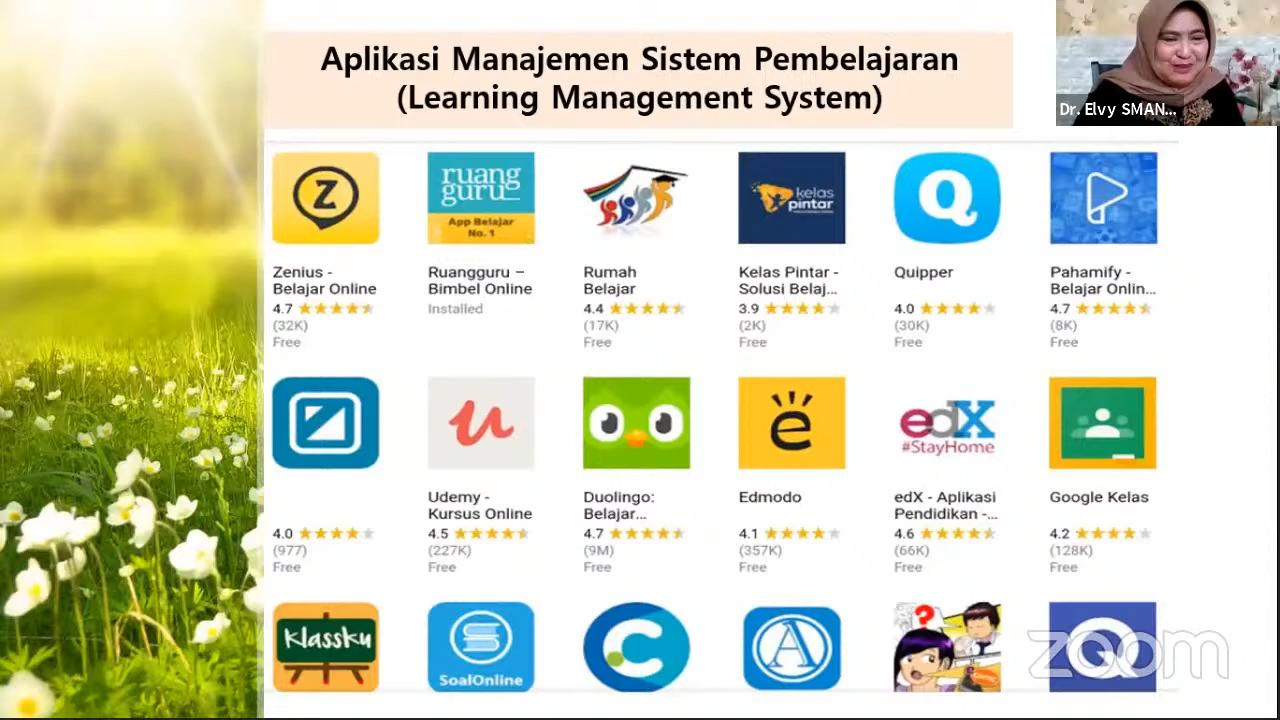 Aplikasi Manajemen Sistem Pembelajaran
(Learning Management System)
Dr. Elvy SMAN...
Z
ruang
guru
App Belajar
No. 1
kelas
pintar
Q
Zenius -
Belajar Online
4.7
(32K)
Free
Ruangguru –
Bimbel Online
Installed
Rumah
Belajar
4.4
(17K)
Free
Kelas Pintar -
Solusi Belaj...
3.9
(2K)
Free
Quipper
4.0
(30K)
Free
Pahamify -
Belajar Onlin...
4.7
(8K)
Free
u
e
edX
#StayHome
4.0
(977)
Free
Udemy -
Kursus Online
4.5
(227K)
Free
Duolingo:
Belajar...
4.7
(9M)
Free
Edmodo
4.1
(357K)
Free
edX - Aplikasi
Pendidikan -...
4.6
(66K)
Free
Google Kelas
4.2
(128K)
Free
Klassku
SoalOnline
C
A
?
Q
zoom